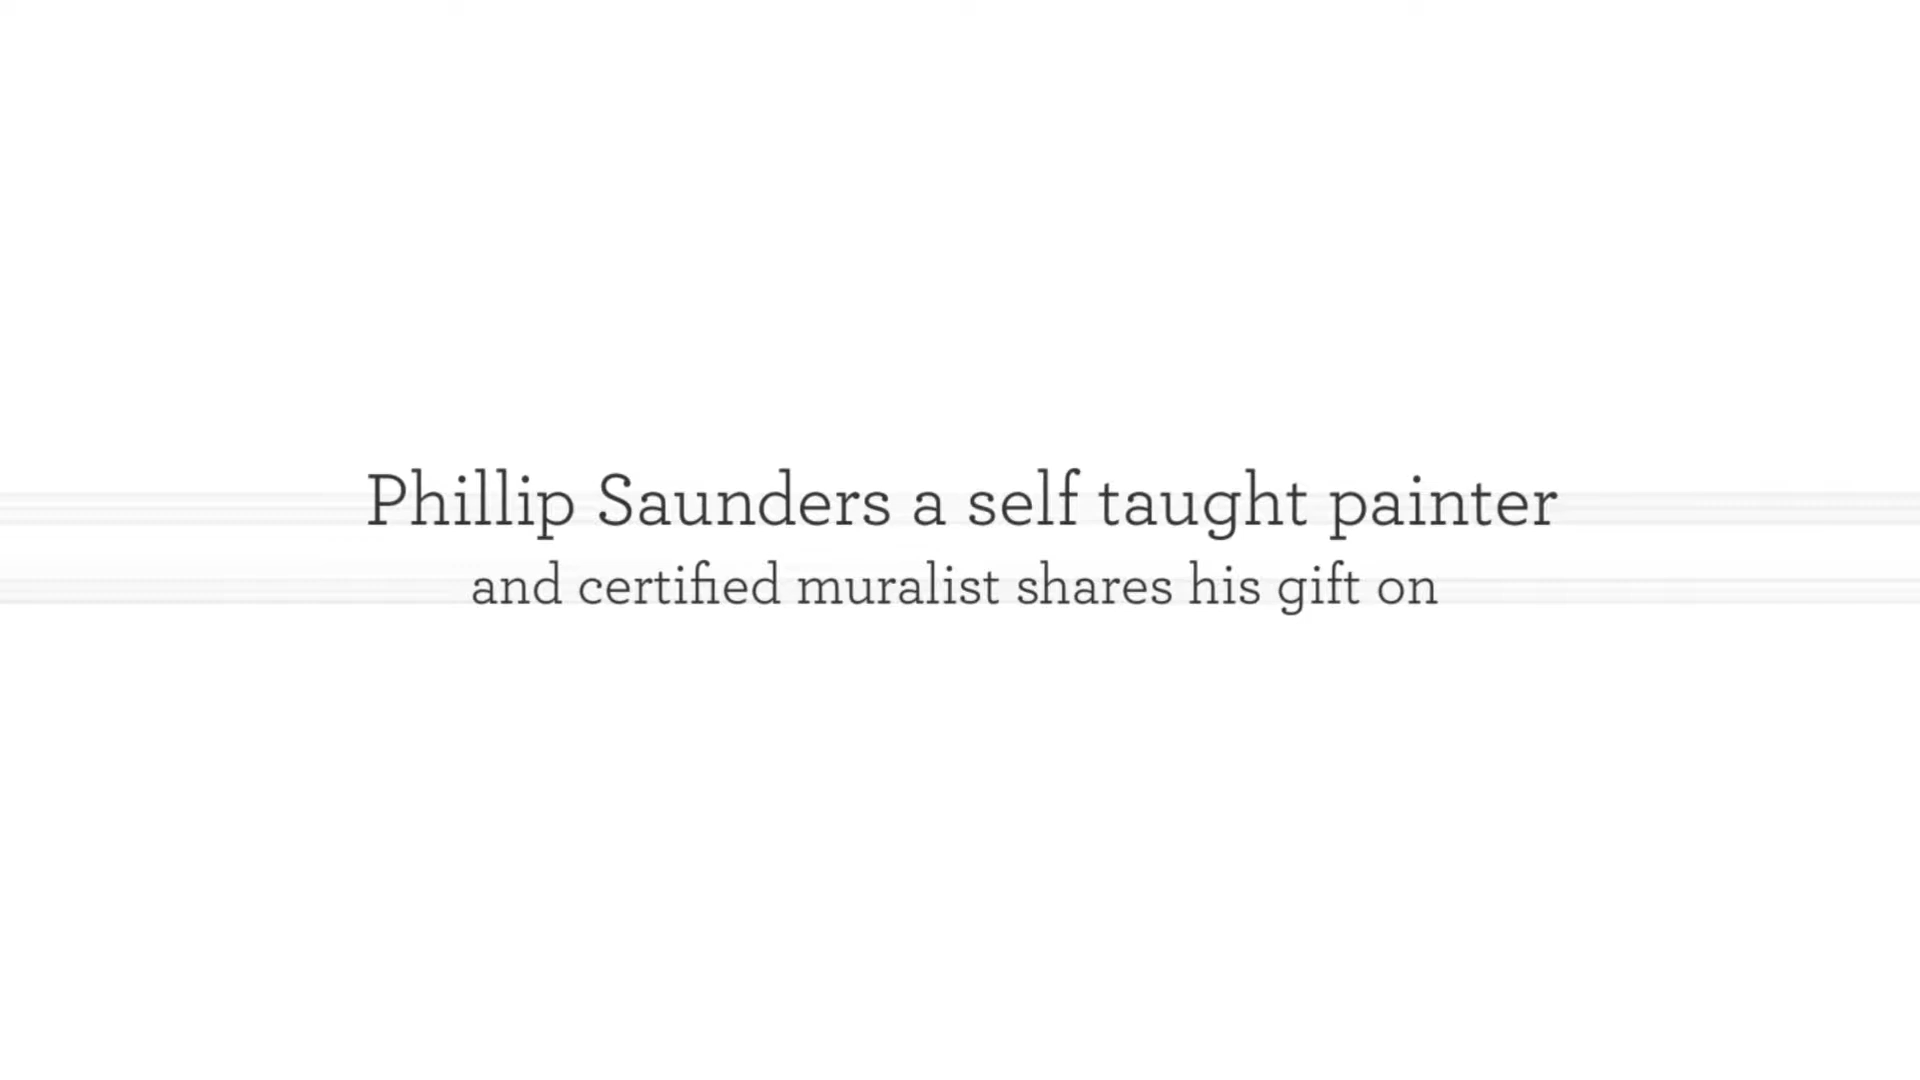 Phillip Saunders a self taught painter
and certified muralist shares his gift on